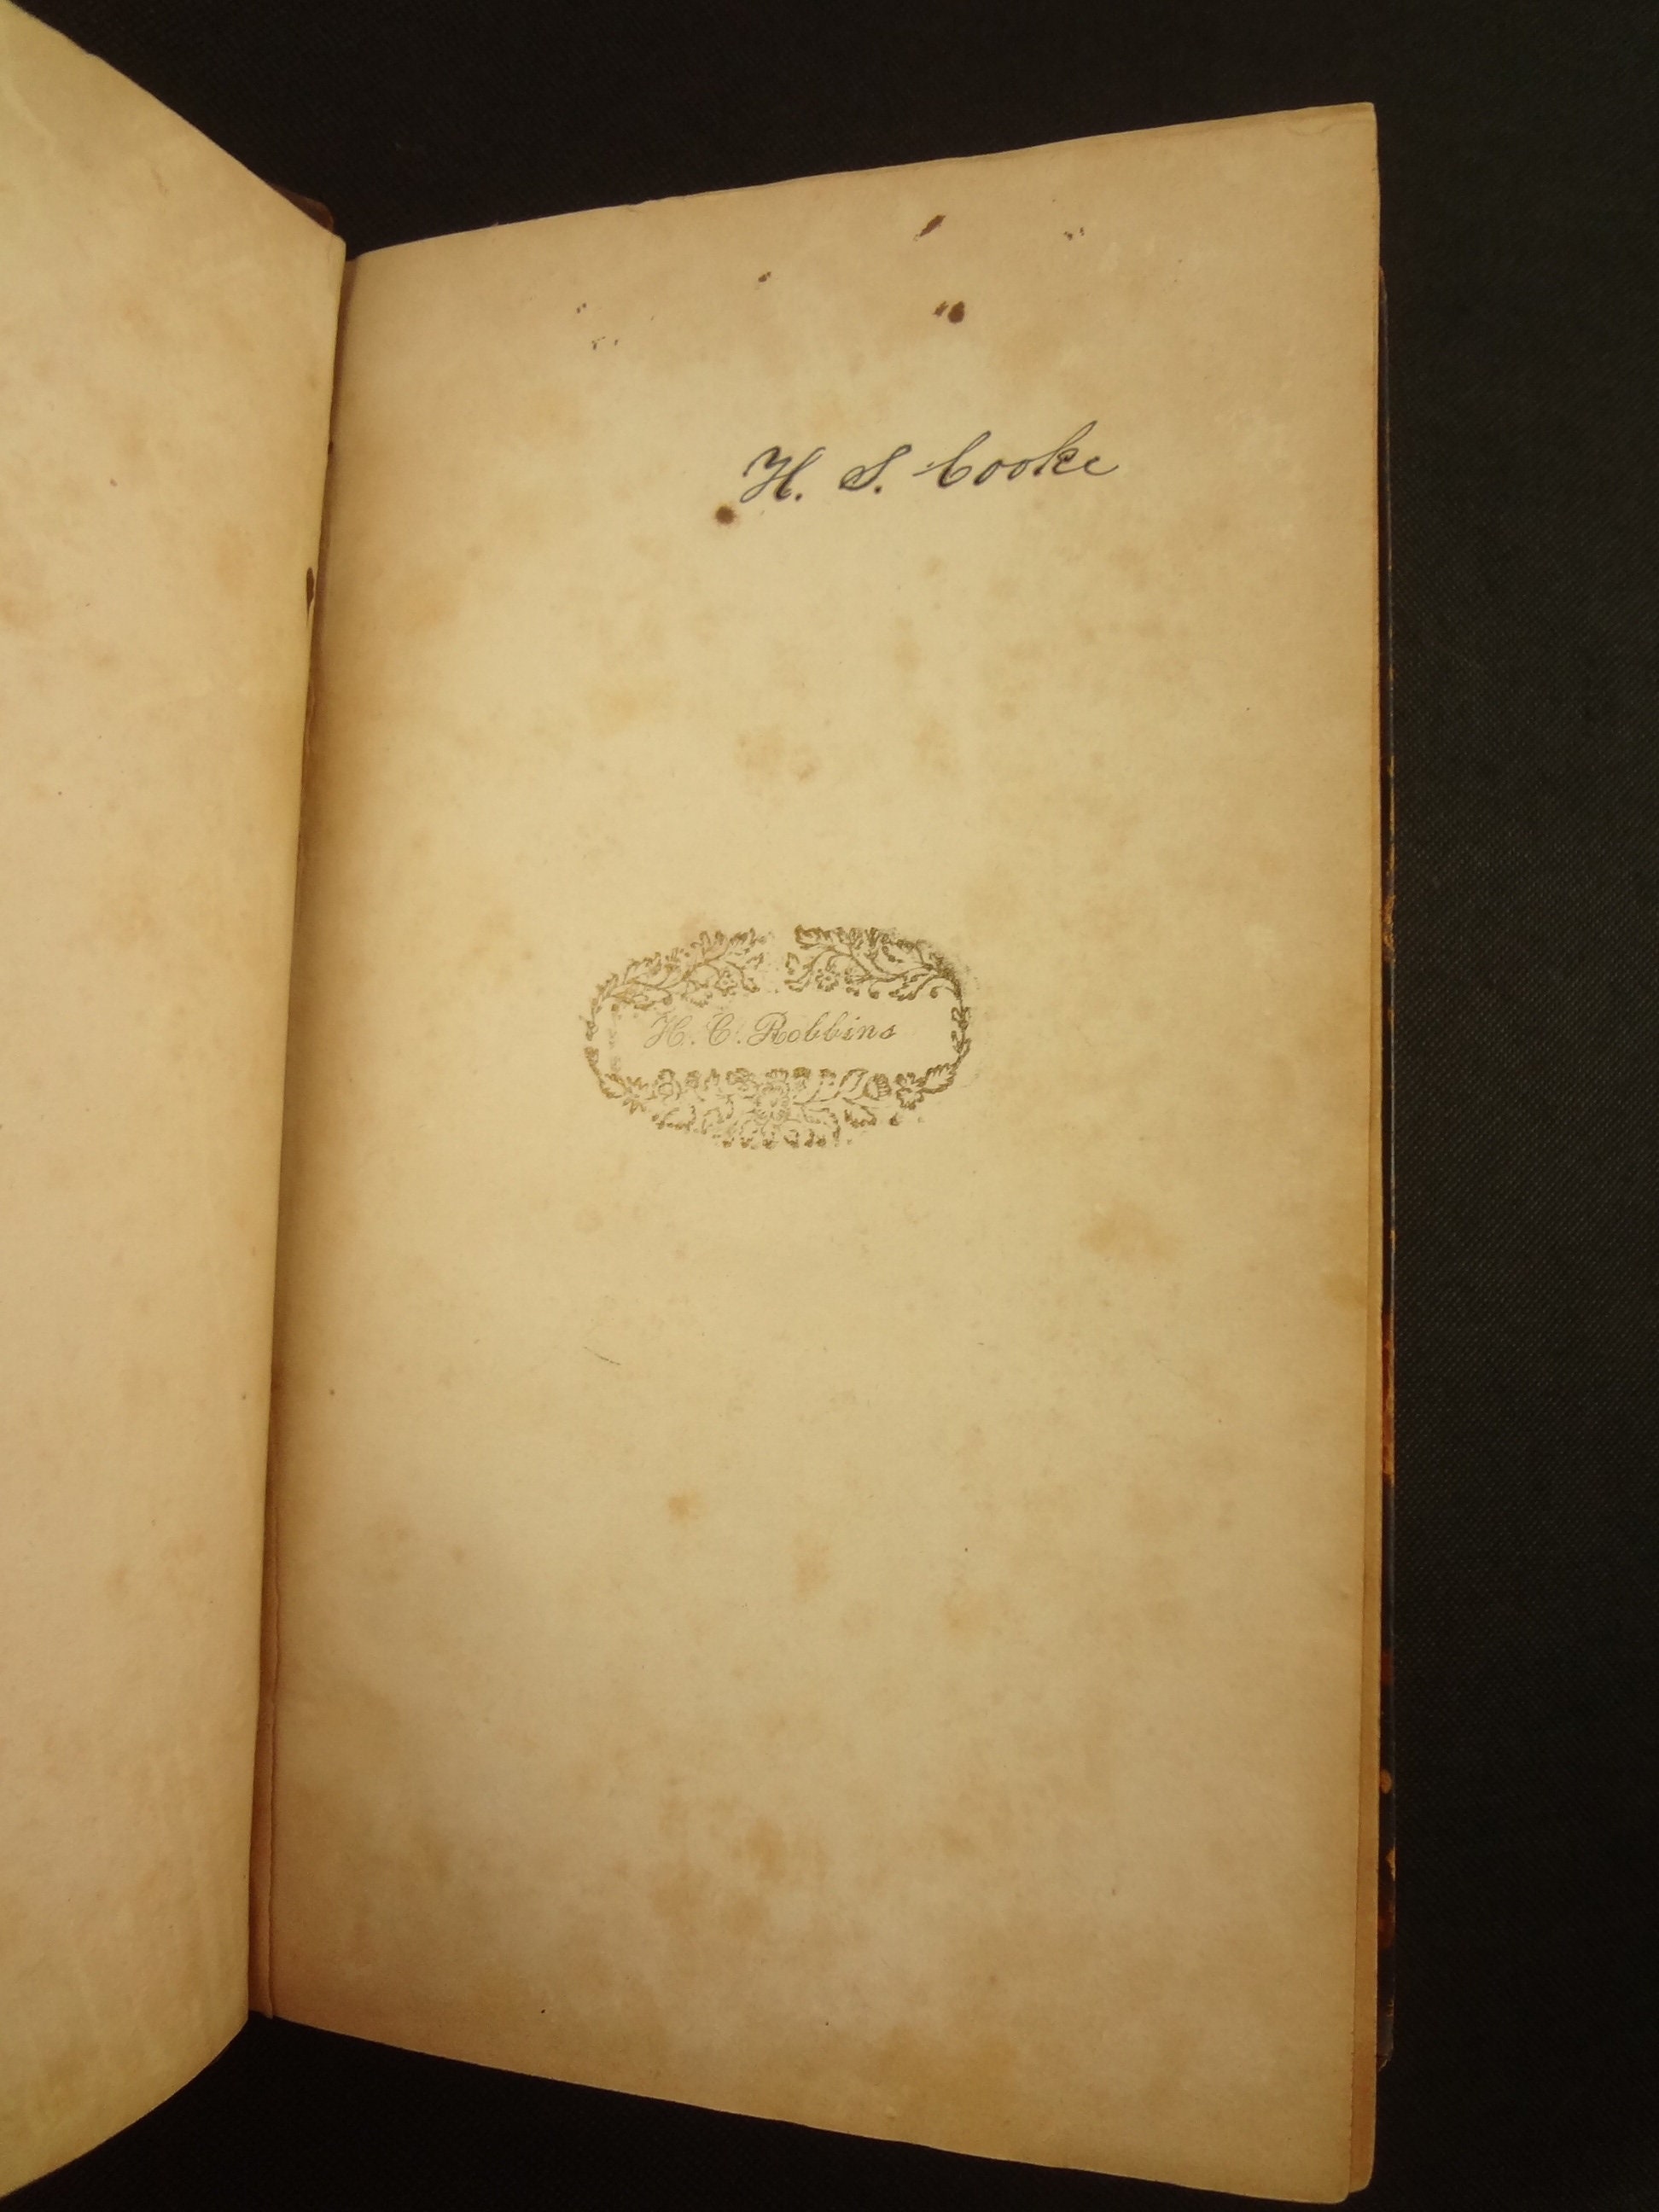 H. S. Cooke
H. C. Robbins